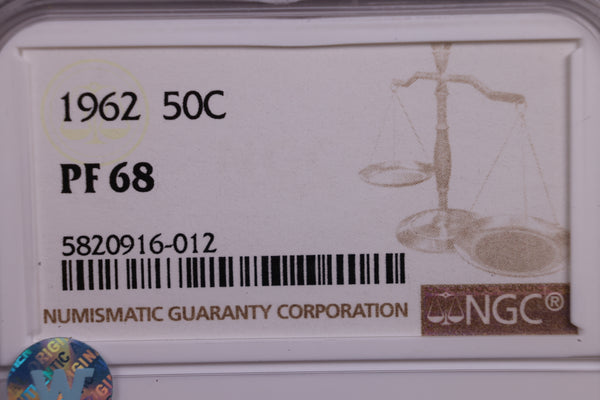 1962 50C
PF 68
5820916-012
NUMISMATIC GUARANTY CORPORATION
NGC®
W